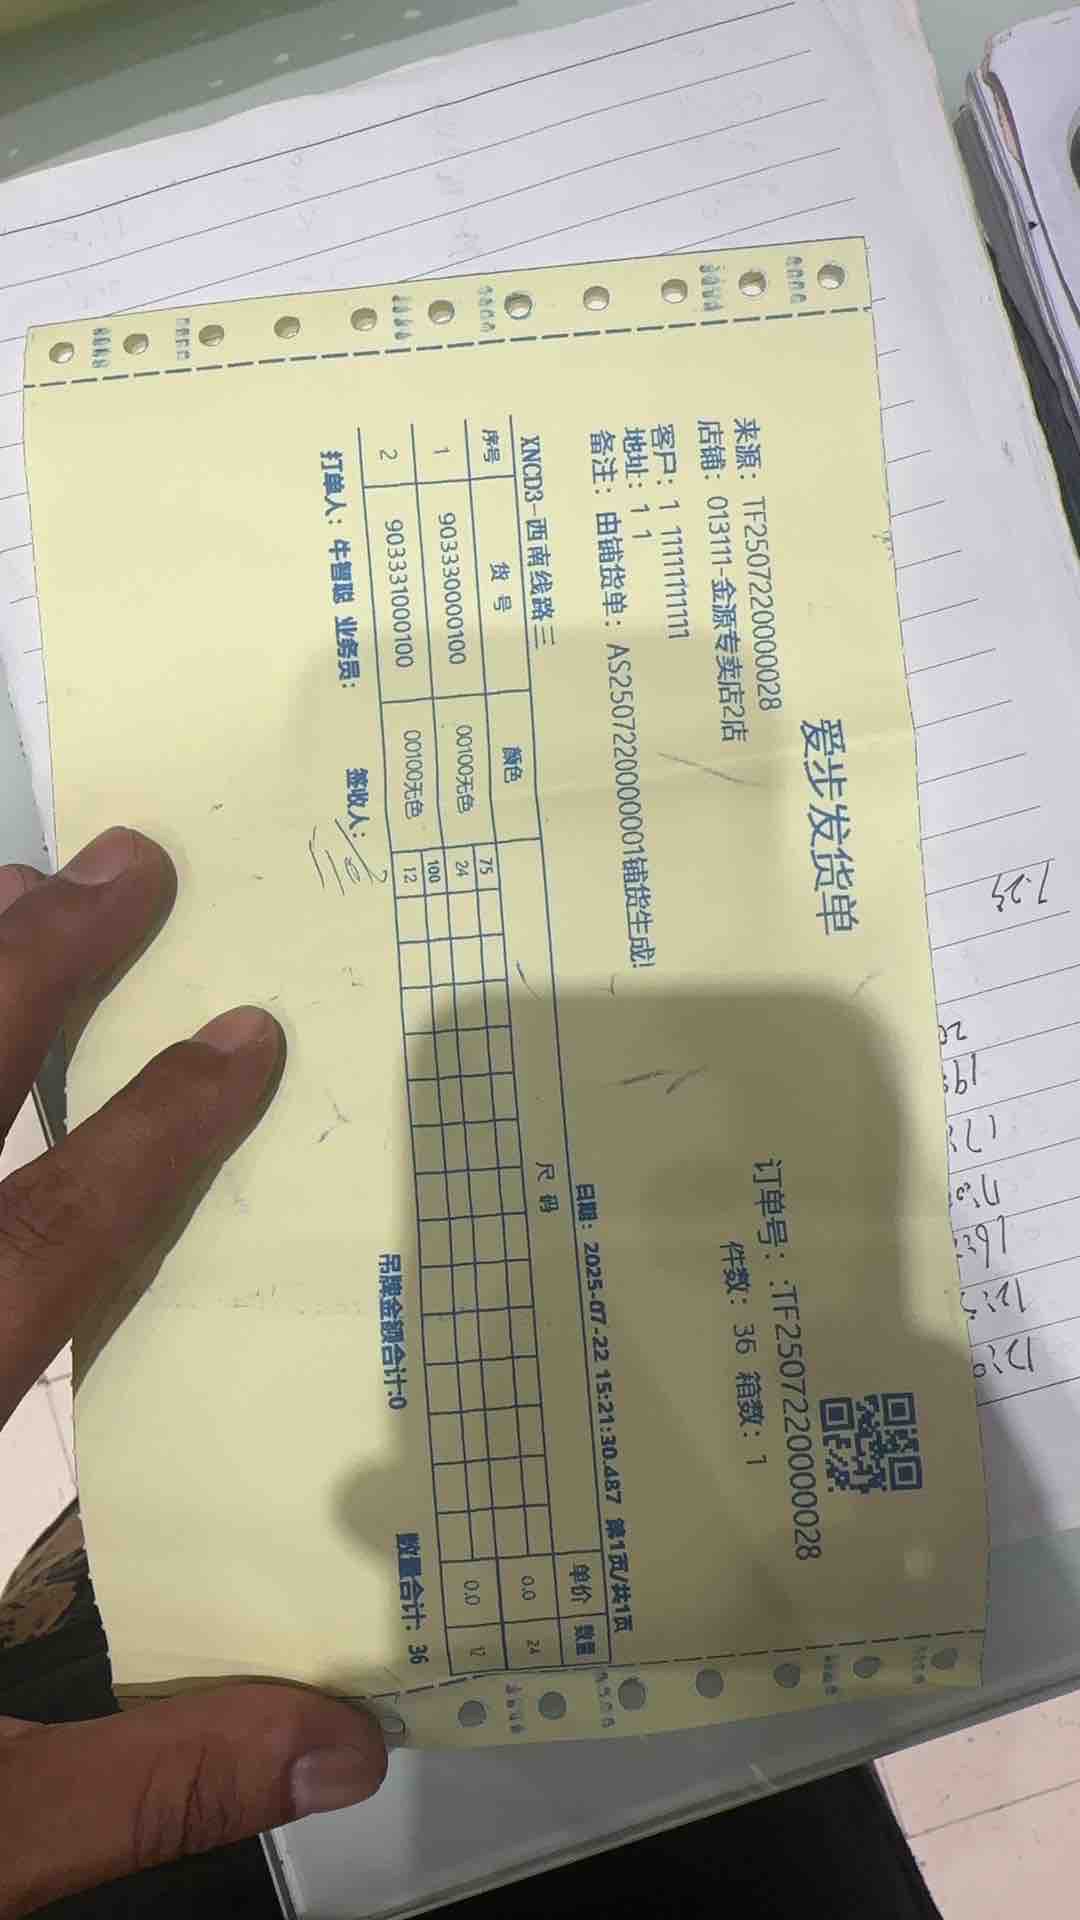 爱步发货单
来源：TF250722000028
订单号：:TF250722000028
店铺：013111-金源专卖店2店
件数：36 箱数：1
客户：1 11111111111
地址：1 1
备注：由铺货单：AS250722000001铺货生成!
XNCD3-西南线路三
日期：2025-07-22 15:21:30.487 第1页/共1页
序号 货号 颜色 尺码 单价 数量
75
1 903330000100 00100无色 24 0.0 24
100
2 903331000100 00100无色 12 0.0 12
打单人：牛智聪 业务员： 签收人： 吊牌金额合计:0 数量合计：36